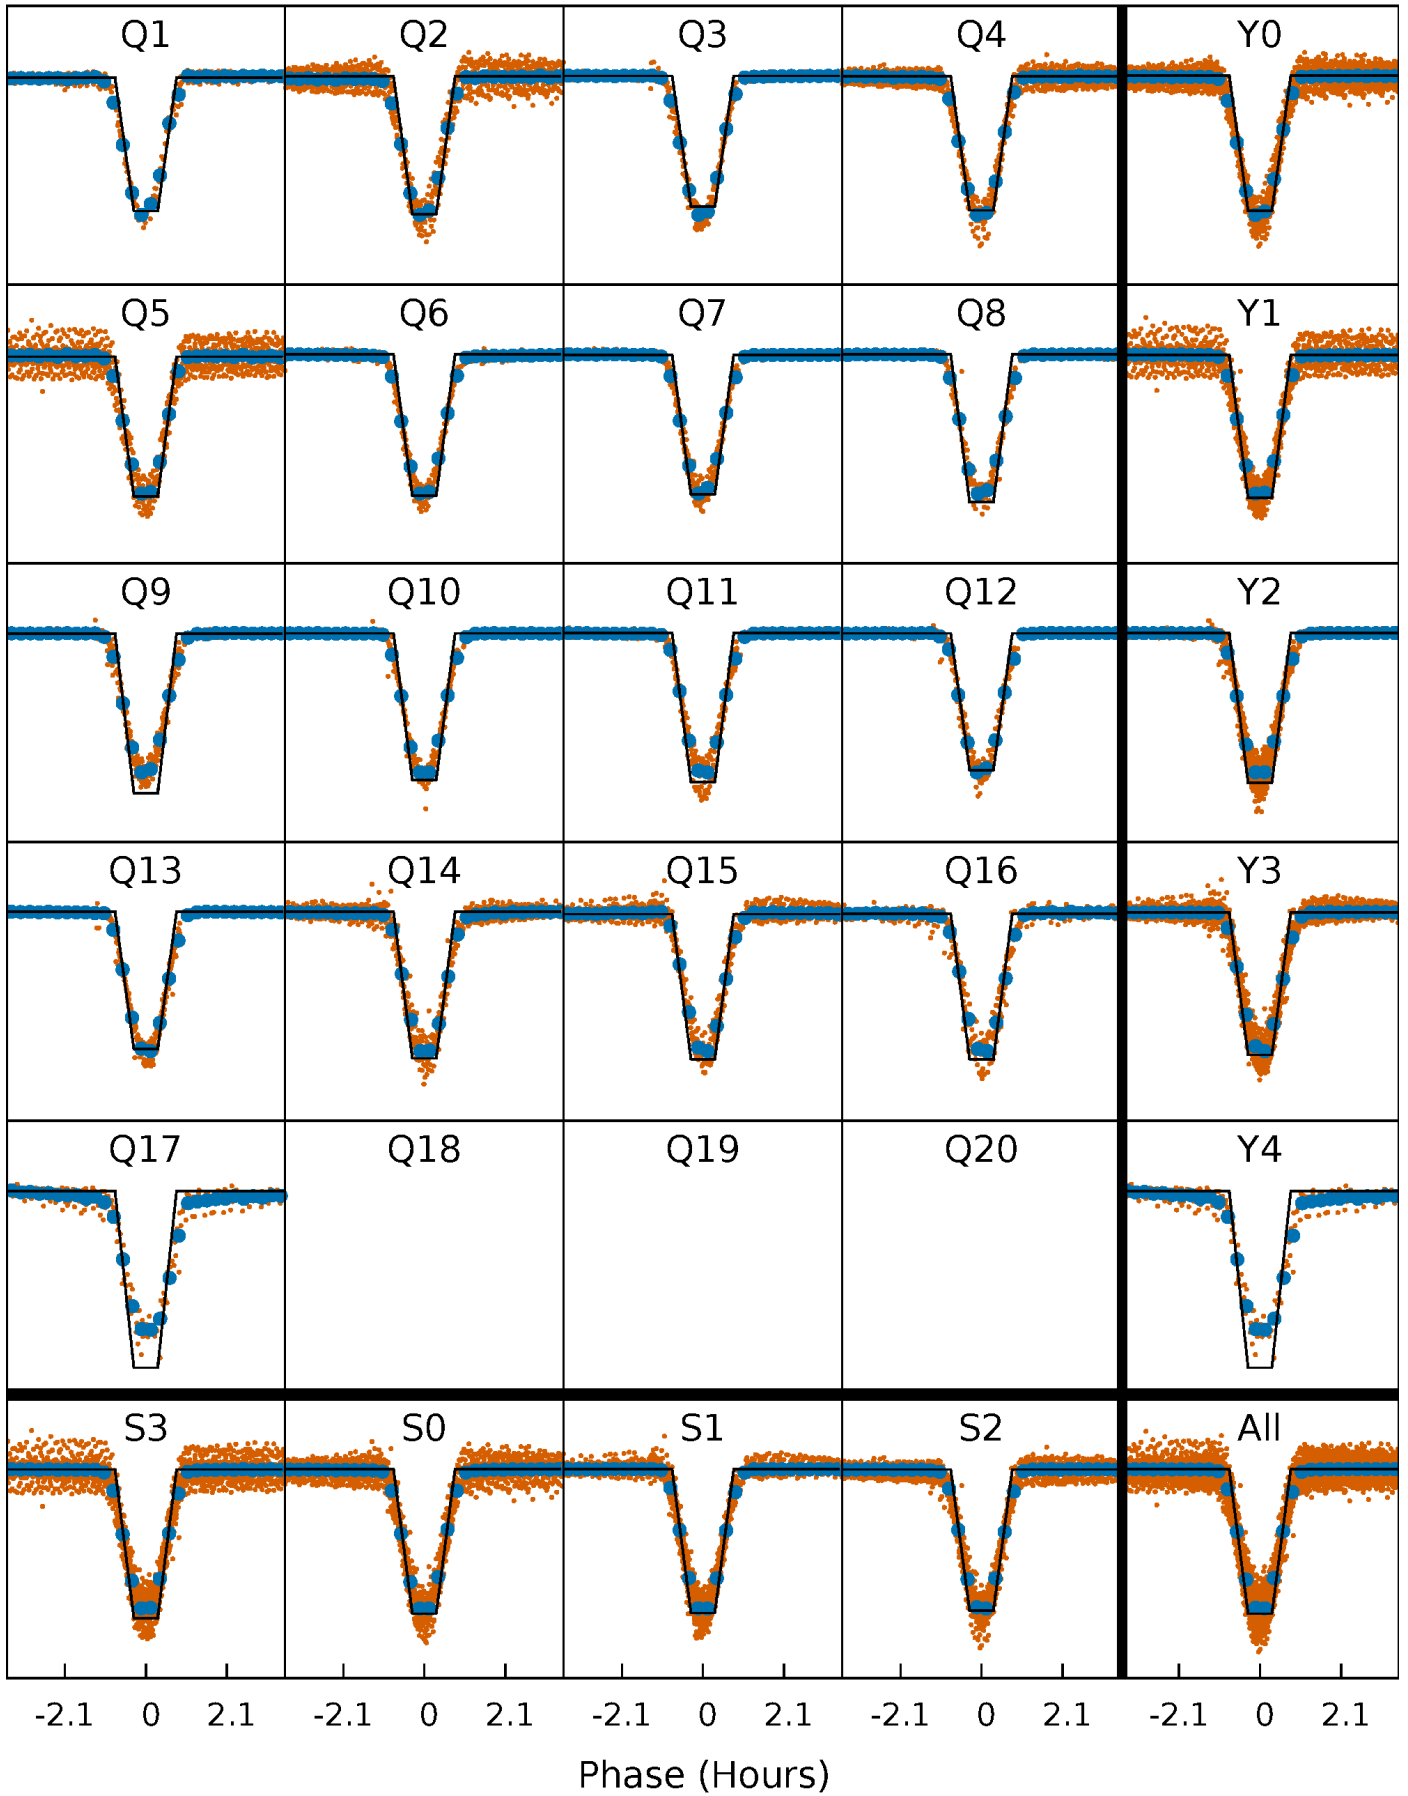 Q1 Q2 Q3 Q4 Y0
Q5 Q6 Q7 Q8 Y1
Q9 Q10 Q11 Q12 Y2
Q13 Q14 Q15 Q16 Y3
Q17 Q18 Q19 Q20 Y4
S3 S0 S1 S2 All
-2.1 0 2.1 -2.1 0 2.1 -2.1 0 2.1 -2.1 0 2.1 -2.1 0 2.1
Phase (Hours)